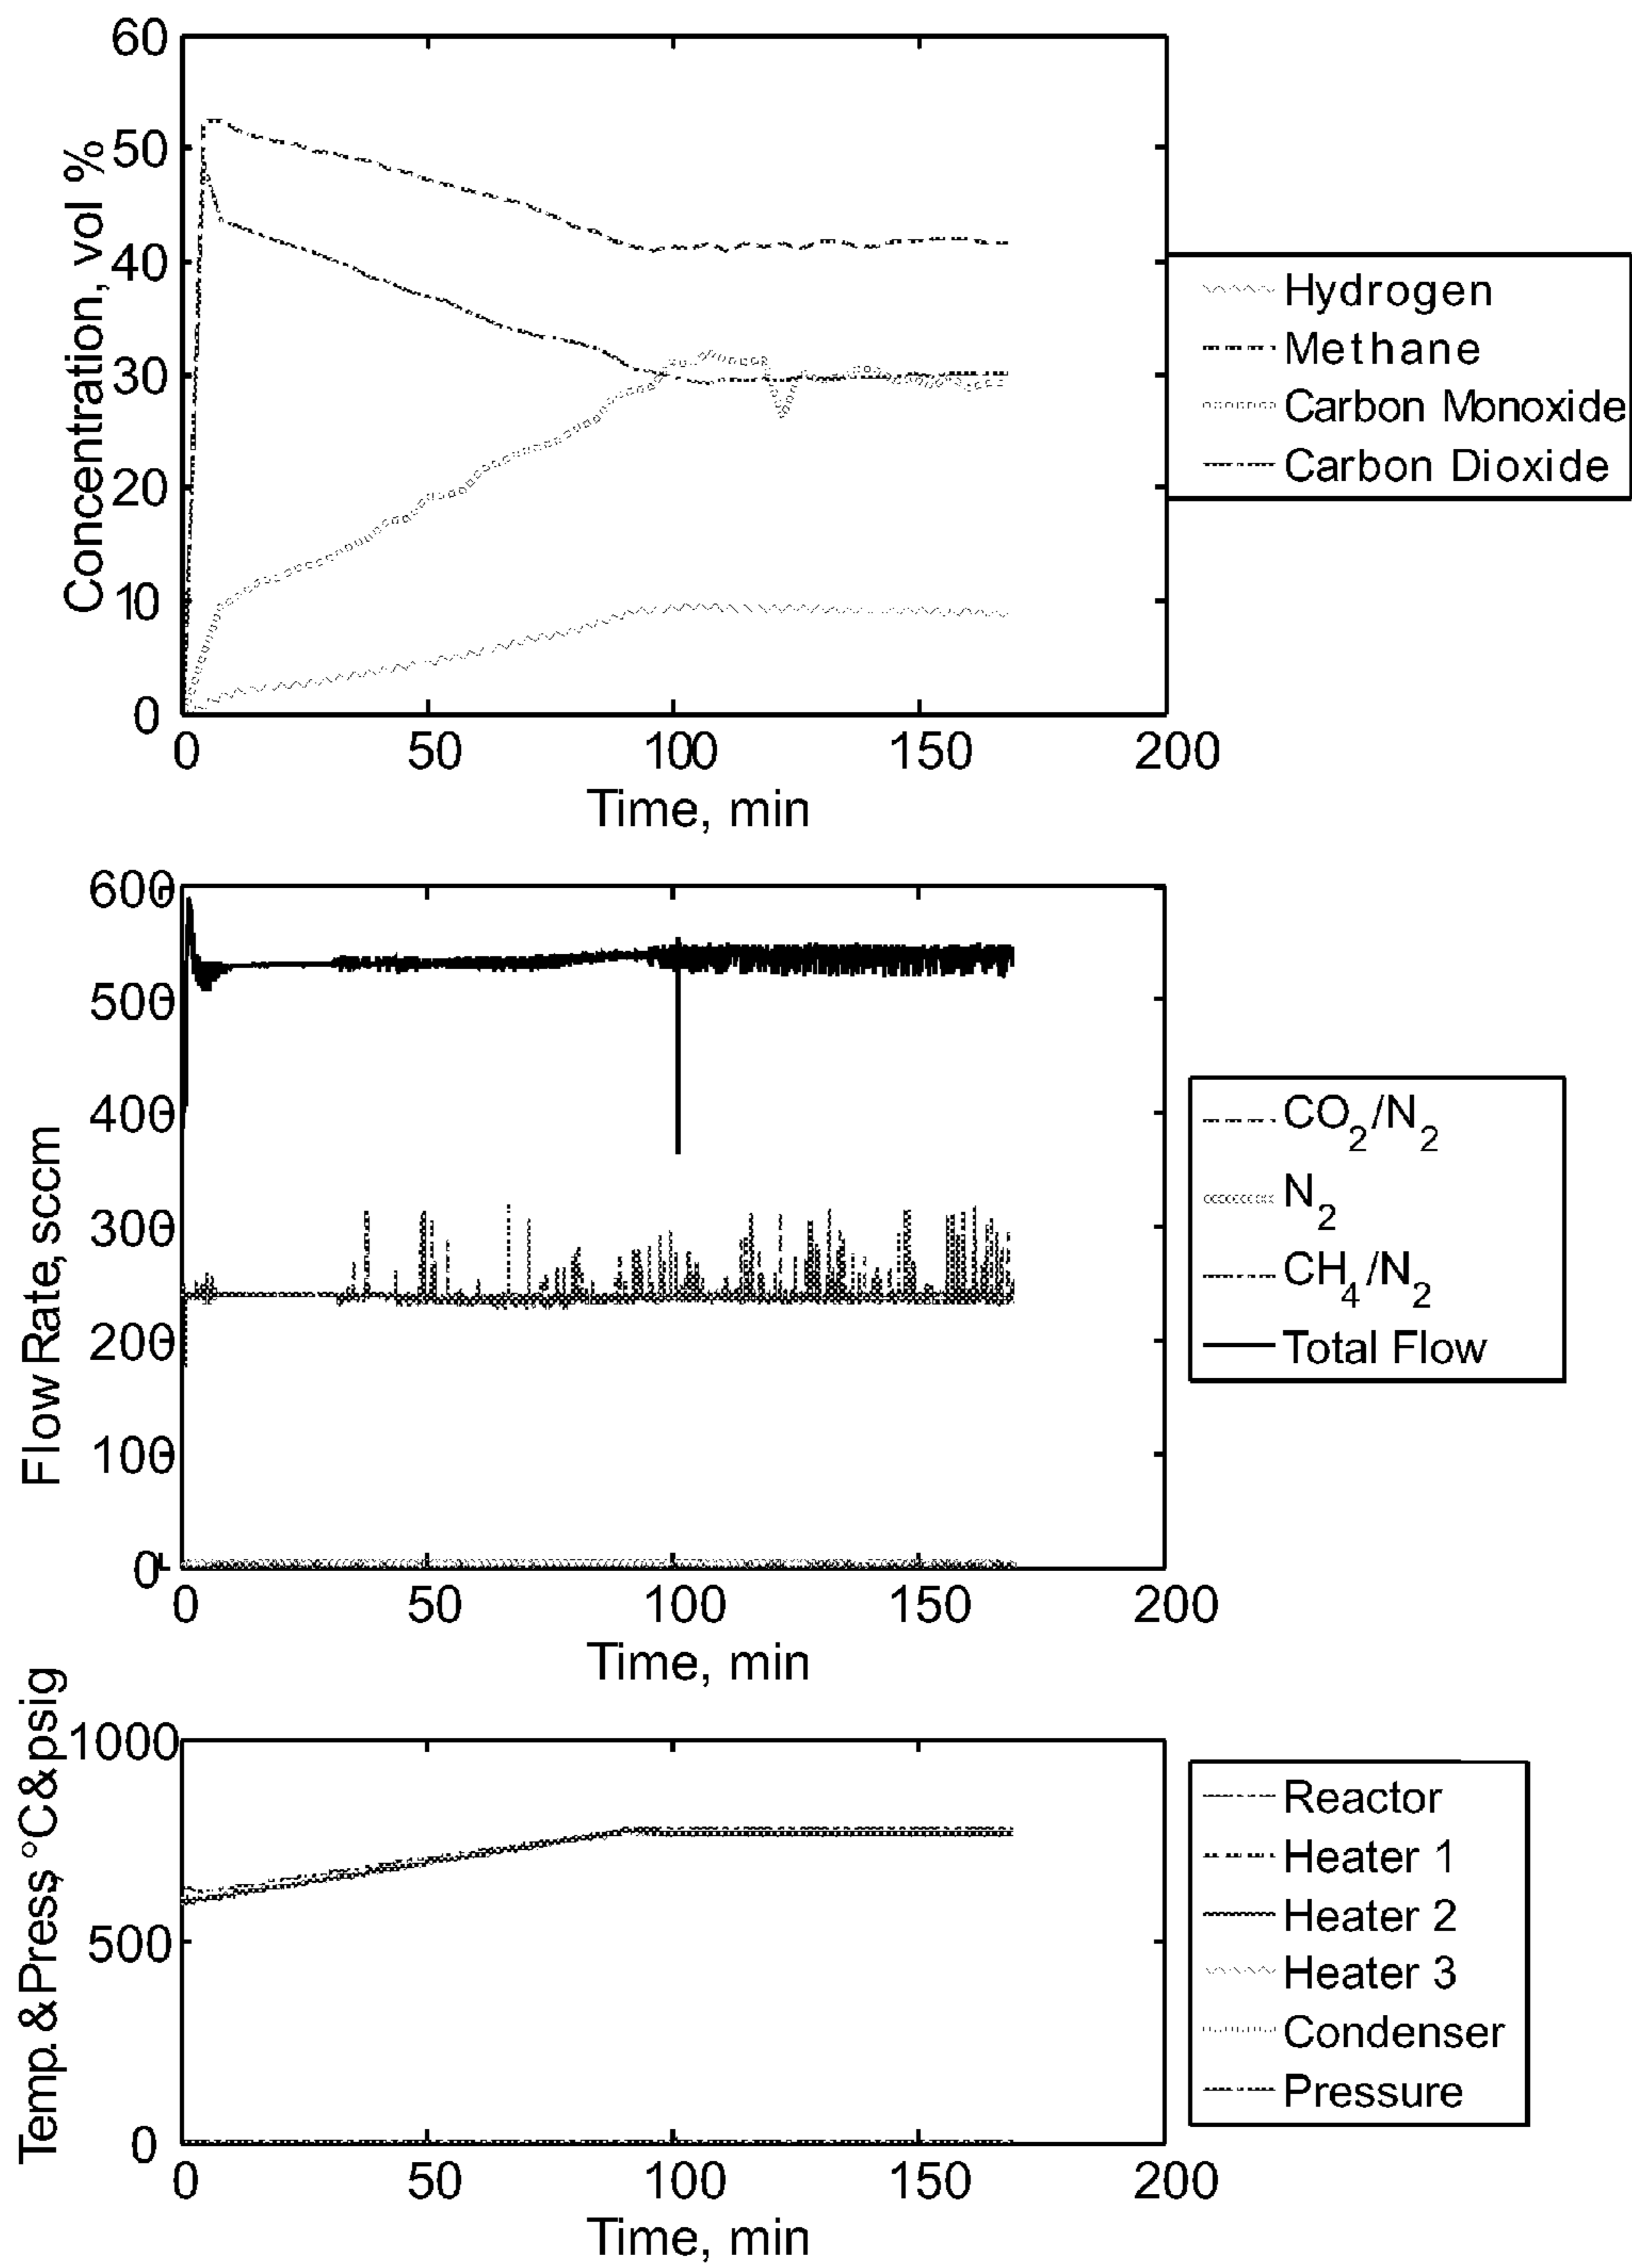 60
50
40
30
20
10
0
Concentration, vol %
0 50 100 150 200
Time, min
Hydrogen
Methane
Carbon Monoxide
Carbon Dioxide
600
500
400
300
200
100
0
Flow Rate, sccm
0 50 100 150 200
Time, min
CO2/N2
N2
CH4/N2
Total Flow
1000
500
0
Temp. & Press, °C & psig
0 50 100 150 200
Time, min
Reactor
Heater 1
Heater 2
Heater 3
Condenser
Pressure